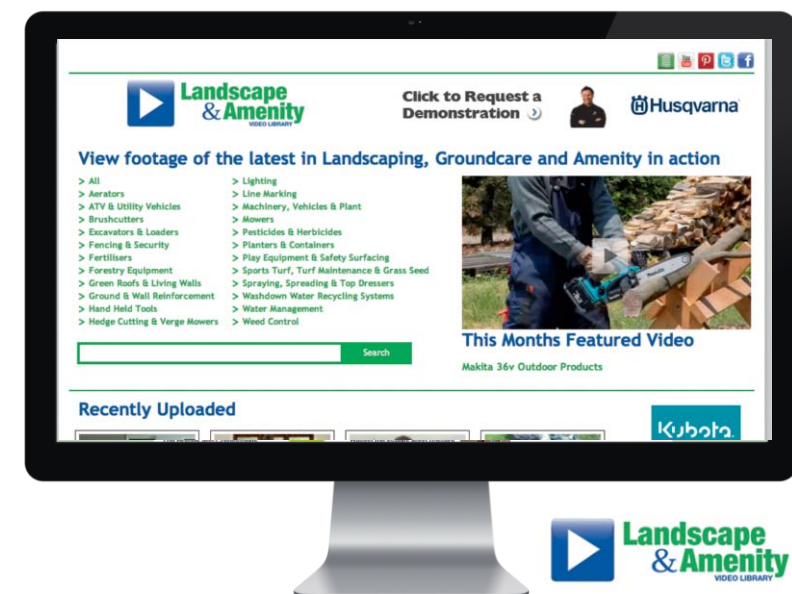 Landscape
& Amenity
VIDEO LIBRARY
Click to Request a
Demonstration
Husqvarna
View footage of the latest in Landscaping, Groundcare and Amenity in action
> All
> Aerators
> ATV & Utility Vehicles
> Brushcutters
> Excavators & Loaders
> Fencing & Security
> Fertilisers
> Forestry Equipment
> Green Roofs & Living Walls
> Ground & Wall Reinforcement
> Hand Held Tools
> Hedge Cutting & Verge Mowers
> Lighting
> Line Marking
> Machinery, Vehicles & Plant
> Mowers
> Pesticides & Herbicides
> Planters & Containers
> Play Equipment & Safety Surfacing
> Sports Turf, Turf Maintenance & Grass Seed
> Spraying, Spreading & Top Dressers
> Washdown Water Recycling Systems
> Water Management
> Weed Control
Search
makita
This Months Featured Video
Makita 36v Outdoor Products
Recently Uploaded
Kubota
Landscape
& Amenity
VIDEO LIBRARY